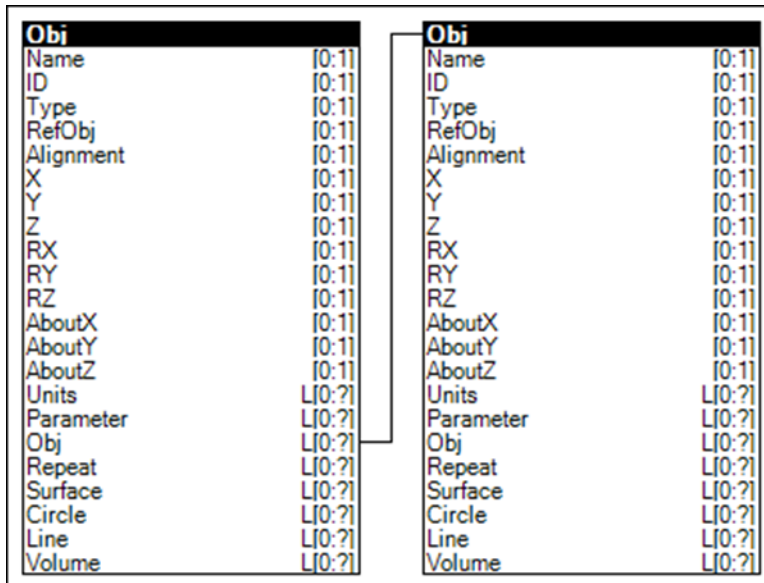 Obj
Name [0:1]
ID [0:1]
Type [0:1]
RefObj [0:1]
Alignment [0:1]
X [0:1]
Y [0:1]
Z [0:1]
RX [0:1]
RY [0:1]
RZ [0:1]
AboutX [0:1]
AboutY [0:1]
AboutZ [0:1]
Units L[0:?]
Parameter L[0:?]
Obj L[0:?]
Repeat L[0:?]
Surface L[0:?]
Circle L[0:?]
Line L[0:?]
Volume L[0:?]
Obj
Name [0:1]
ID [0:1]
Type [0:1]
RefObj [0:1]
Alignment [0:1]
X [0:1]
Y [0:1]
Z [0:1]
RX [0:1]
RY [0:1]
RZ [0:1]
AboutX [0:1]
AboutY [0:1]
AboutZ [0:1]
Units L[0:?]
Parameter L[0:?]
Obj L[0:?]
Repeat L[0:?]
Surface L[0:?]
Circle L[0:?]
Line L[0:?]
Volume L[0:?]